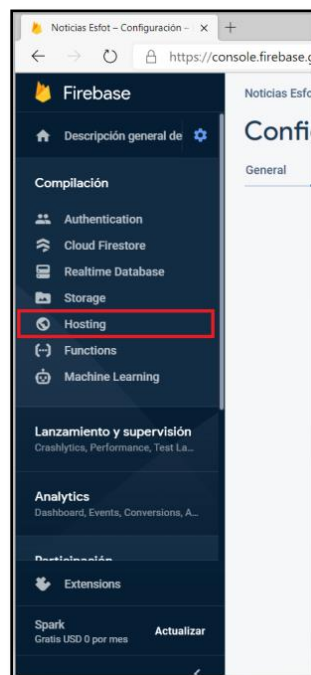 Noticias Esfot – Configuración –
https://console.firebase.g
Firebase
Noticias Esfo
Descripción general de
Confi
General
Compilación
Authentication
Cloud Firestore
Realtime Database
Storage
Hosting
Functions
Machine Learning
Lanzamiento y supervisión
Crashlytics, Performance, Test La...
Analytics
Dashboard, Events, Conversions, A...
Participación
Extensions
Spark
Gratis USD 0 por mes
Actualizar